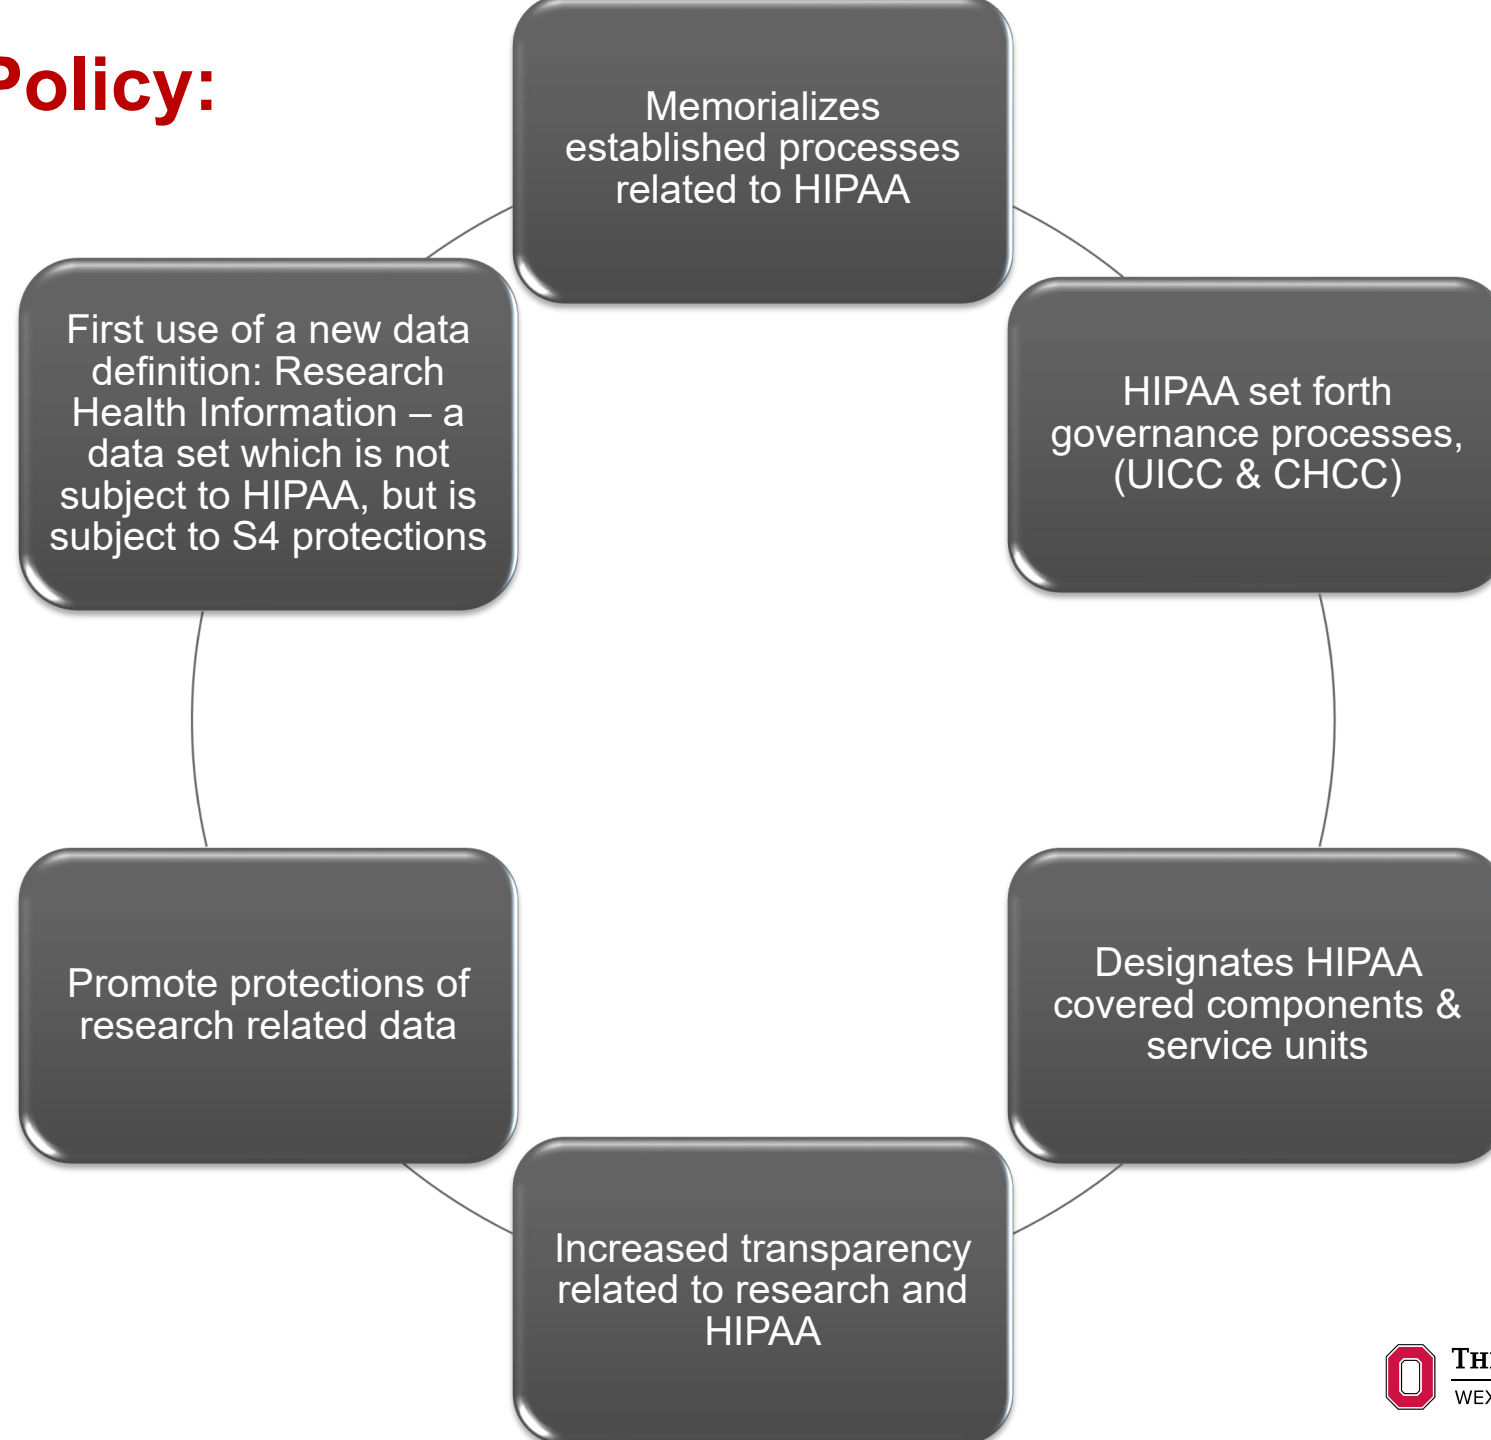 Policy:
Memorializes
established processes
related to HIPAA
HIPAA set forth
governance processes,
(UICC & CHCC)
Designates HIPAA
covered components &
service units
Increased transparency
related to research and
HIPAA
Promote protections of
research related data
First use of a new data
definition: Research
Health Information – a
data set which is not
subject to HIPAA, but is
subject to S4 protections